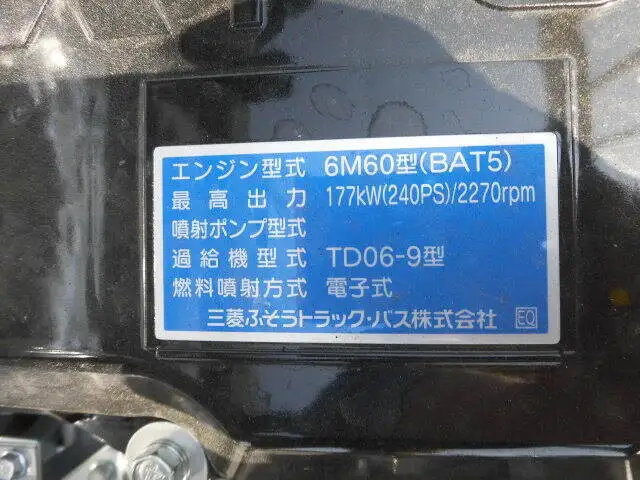 エンジン型式 6M60型(BAT5)
最高出力 177kW(240PS)/2270rpm
噴射ポンプ型式
過給機型式 TD06-9型
燃料噴射方式 電子式
三菱ふそうトラック・バス株式会社 EQ